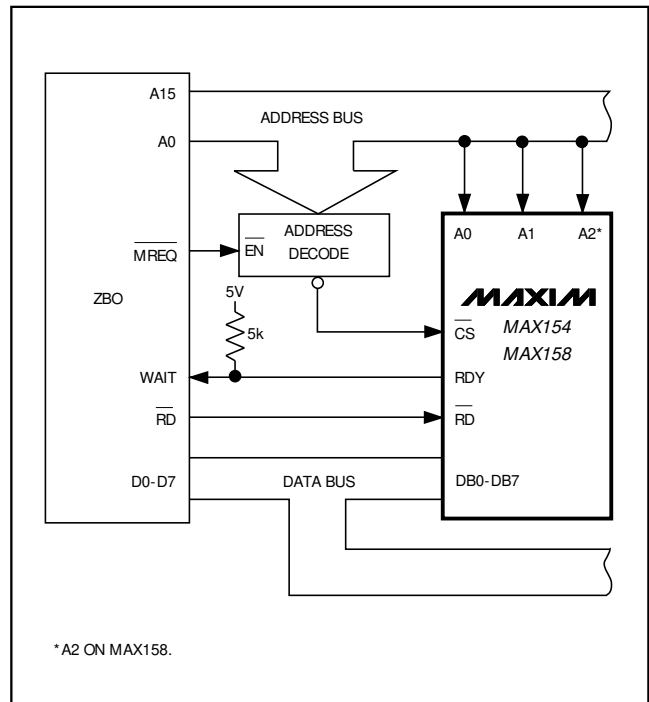 A15
ADDRESS BUS
A0
ADDRESS
DECODE
A0 A1 A2*
MREQ
EN
ZBO
5V
5k
MAXIM
MAX154
MAX158
CS
WAIT
RDY
RD
RD
D0-D7
DATA BUS
DB0-DB7
*A2 ON MAX158.